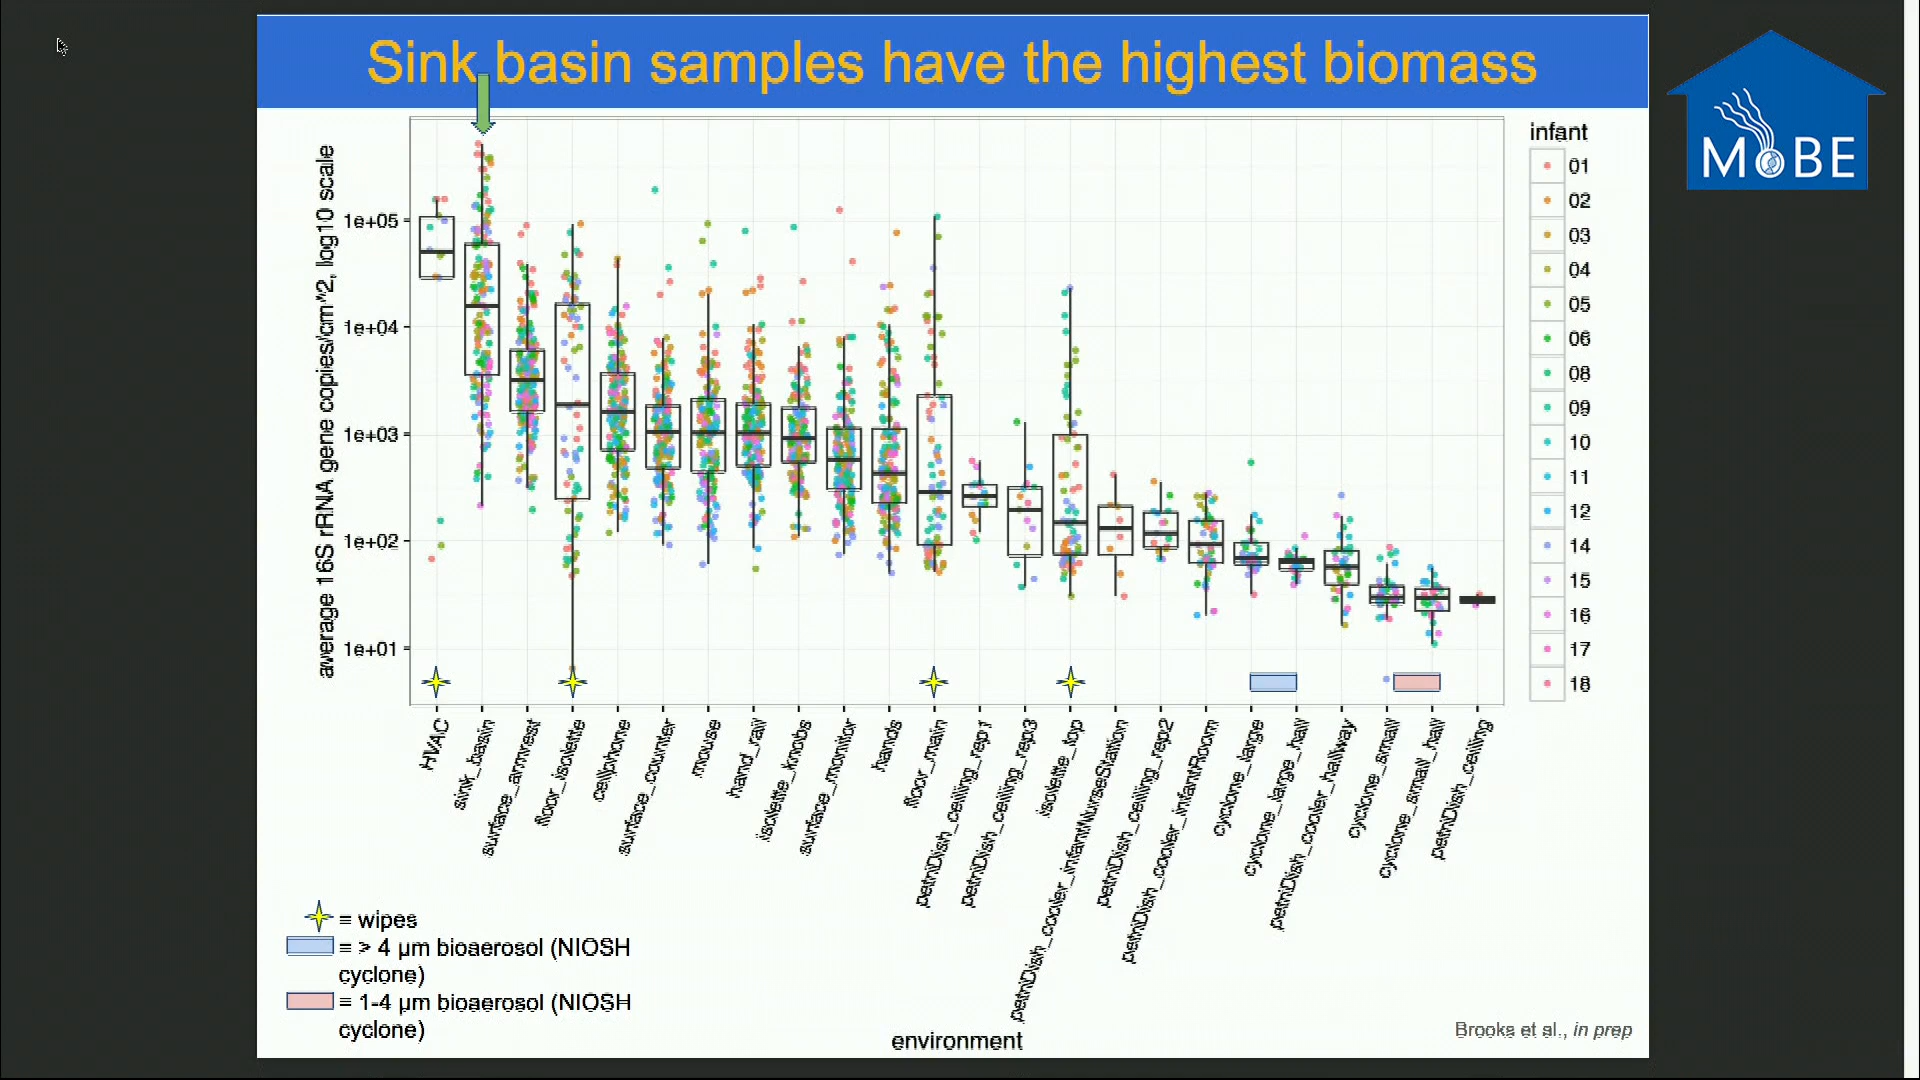 Sink basin samples have the highest biomass
MOBE
average 16S rRNA gene copies/cm^2, log10 scale
1e+05
1e+04
1e+03
1e+02
1e+01
infant
01
02
03
04
05
06
08
09
10
11
12
14
15
16
17
18
HVAC
sink_basin
surface_armrest
floor_isolette
cellphone
surface_counter
mouse
hand_rail
isolette_knobs
surface_monitor
hands
floor_main
petriDish_ceiling_rep1
petriDish_ceiling_rep3
isolette_top
petriDish_cooler_infantNurseStation
petriDish_ceiling_rep2
petriDish_cooler_infantRoom
cyclone_large
cyclone_large_hall
petriDish_cooler_hallway
cyclone_small
cyclone_small_hall
petriDish_ceiling
environment
= wipes
= > 4 µm bioaerosol (NIOSH
cyclone)
= 1-4 µm bioaerosol (NIOSH
cyclone)
Brooks et al., in prep